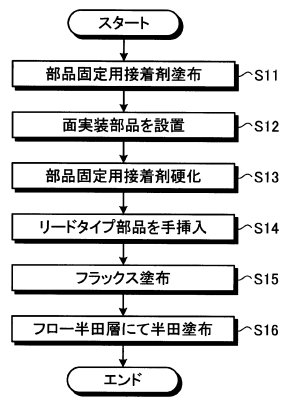 スタート
部品固定用接着剤塗布 S11
面実装部品を設置 S12
部品固定用接着剤硬化 S13
リードタイプ部品を手挿入 S14
フラックス塗布 S15
フロー半田層にて半田塗布 S16
エンド